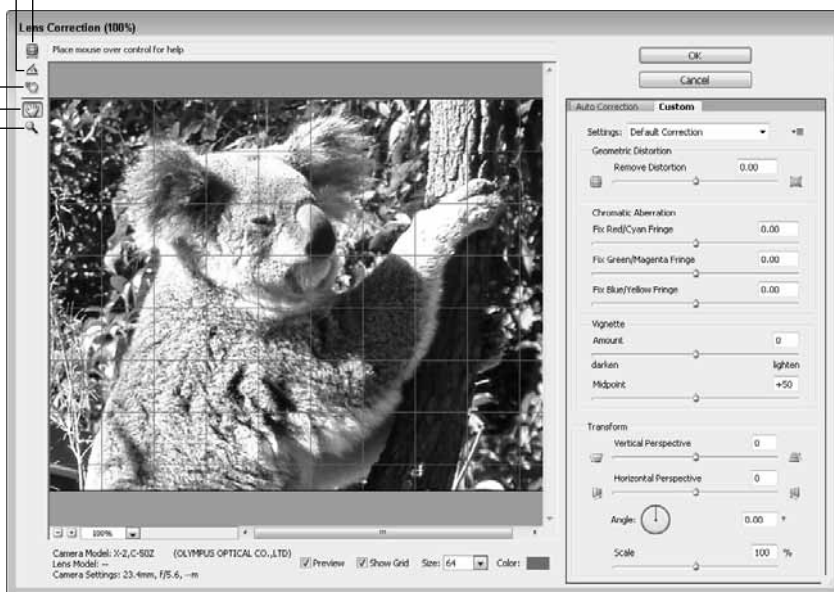 Lens Correction (100%)
Place mouse over control for help
OK
Cancel
Auto Correction
Custom
Settings: Default Correction
Geometric Distortion
Remove Distortion 0.00
Chromatic Aberration
Fix Red/Cyan Fringe 0.00
Fix Green/Magenta Fringe 0.00
Fix Blue/Yellow Fringe 0.00
Vignette
Amount 0
darken lighten
Midpoint +50
Transform
Vertical Perspective 0
Horizontal Perspective 0
Angle: 0.00 °
Scale 100 %
100%
Camera Model: X-2,C-50Z (OLYMPUS OPTICAL CO.,LTD)
Lens Model: --
Camera Settings: 23.4mm, f/5.6, --m
Preview Show Grid Size: 64 Color: